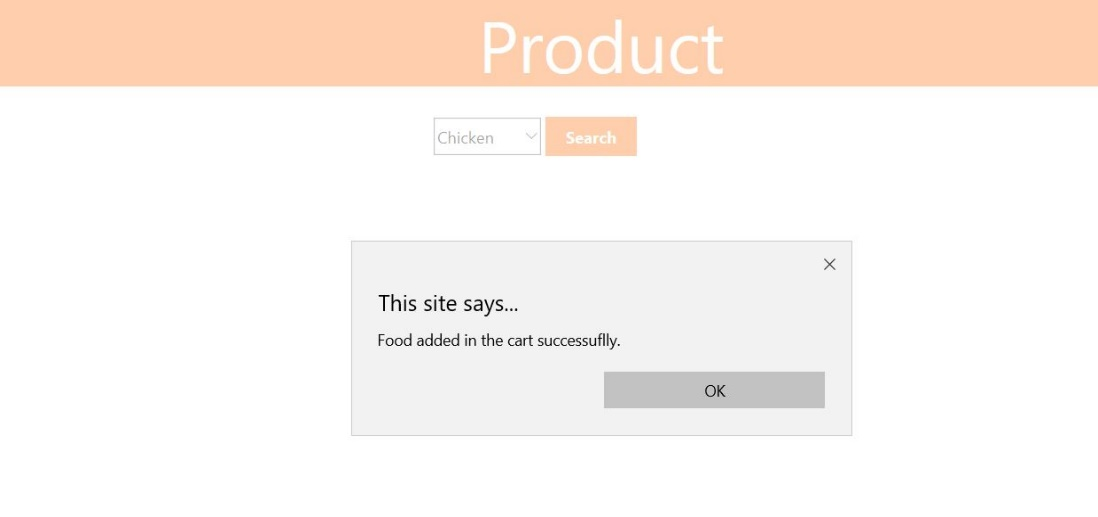 Product
Chicken
Search
This site says...
Food added in the cart successuflly.
OK